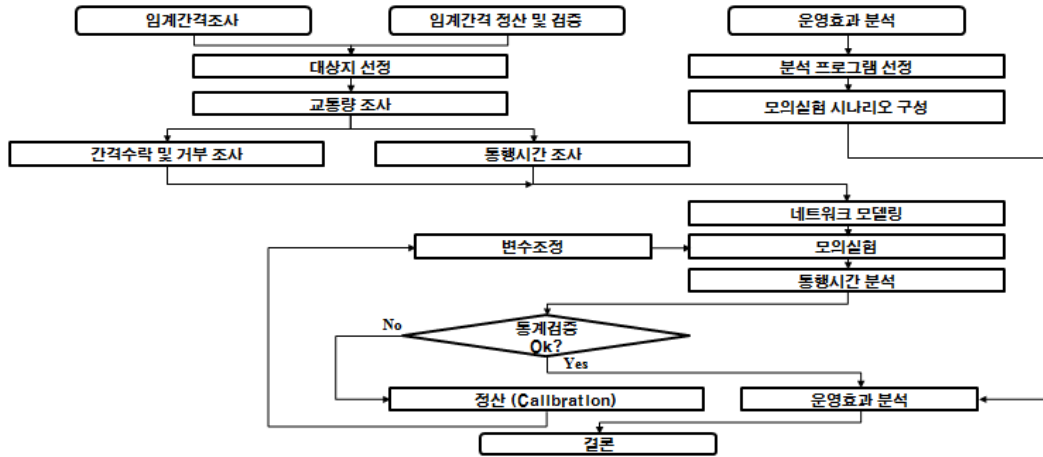 임계간격조사
임계간격 정산 및 검증
운영효과 분석
대상지 선정
분석 프로그램 선정
교통량 조사
모의실험 시나리오 구성
간격수락 및 거부 조사
통행시간 조사
네트워크 모델링
변수조정
모의실험
통행시간 분석
No
통계검증
Ok?
Yes
정산 (Calibration)
운영효과 분석
결론